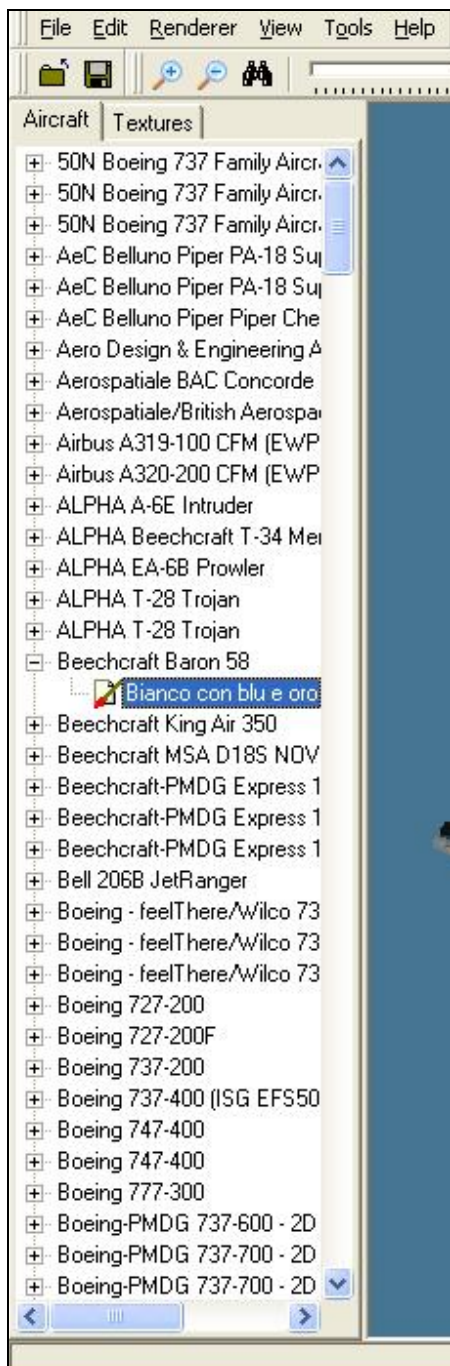 File Edit Renderer View Tools Help
Aircraft Textures
50N Boeing 737 Family Aircr
50N Boeing 737 Family Aircr
50N Boeing 737 Family Aircr
AeC Belluno Piper PA-18 Su
AeC Belluno Piper PA-18 Su
AeC Belluno Piper Piper Che
Aero Design & Engineering A
Aerospatiale BAC Concorde
Aerospatiale/British Aerospa
Airbus A319-100 CFM (EWP
Airbus A320-200 CFM (EWP
ALPHA A-6E Intruder
ALPHA Beechcraft T-34 Me
ALPHA EA-6B Prowler
ALPHA T-28 Trojan
ALPHA T-28 Trojan
Beechcraft Baron 58
Bianco con blu e oro
Beechcraft King Air 350
Beechcraft MSA D18S NOV
Beechcraft-PMDG Express 1
Beechcraft-PMDG Express 1
Beechcraft-PMDG Express 1
Bell 206B JetRanger
Boeing - feelThere/Wilco 73
Boeing - feelThere/Wilco 73
Boeing - feelThere/Wilco 73
Boeing 727-200
Boeing 727-200F
Boeing 737-200
Boeing 737-400 (ISG EFS50
Boeing 747-400
Boeing 747-400
Boeing 777-300
Boeing-PMDG 737-600 - 2D
Boeing-PMDG 737-700 - 2D
Boeing-PMDG 737-700 - 2D